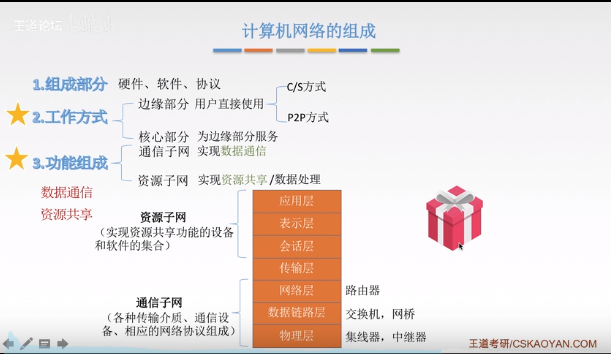 王道论坛
计算机网络的组成
1.组成部分 硬件、软件、协议
2.工作方式
边缘部分 用户直接使用
C/S方式
P2P方式
核心部分 为边缘部分服务
3.功能组成
通信子网 实现数据通信
资源子网 实现资源共享/数据处理
数据通信
资源共享
资源子网
(实现资源共享功能的设备
和软件的集合)
应用层
表示层
会话层
传输层
网络层 路由器
数据链路层 交换机，网桥
物理层 集线器，中继器
通信子网
(各种传输介质、通信设
备、相应的网络协议组成)
王道考研/CSKAOYAN.COM